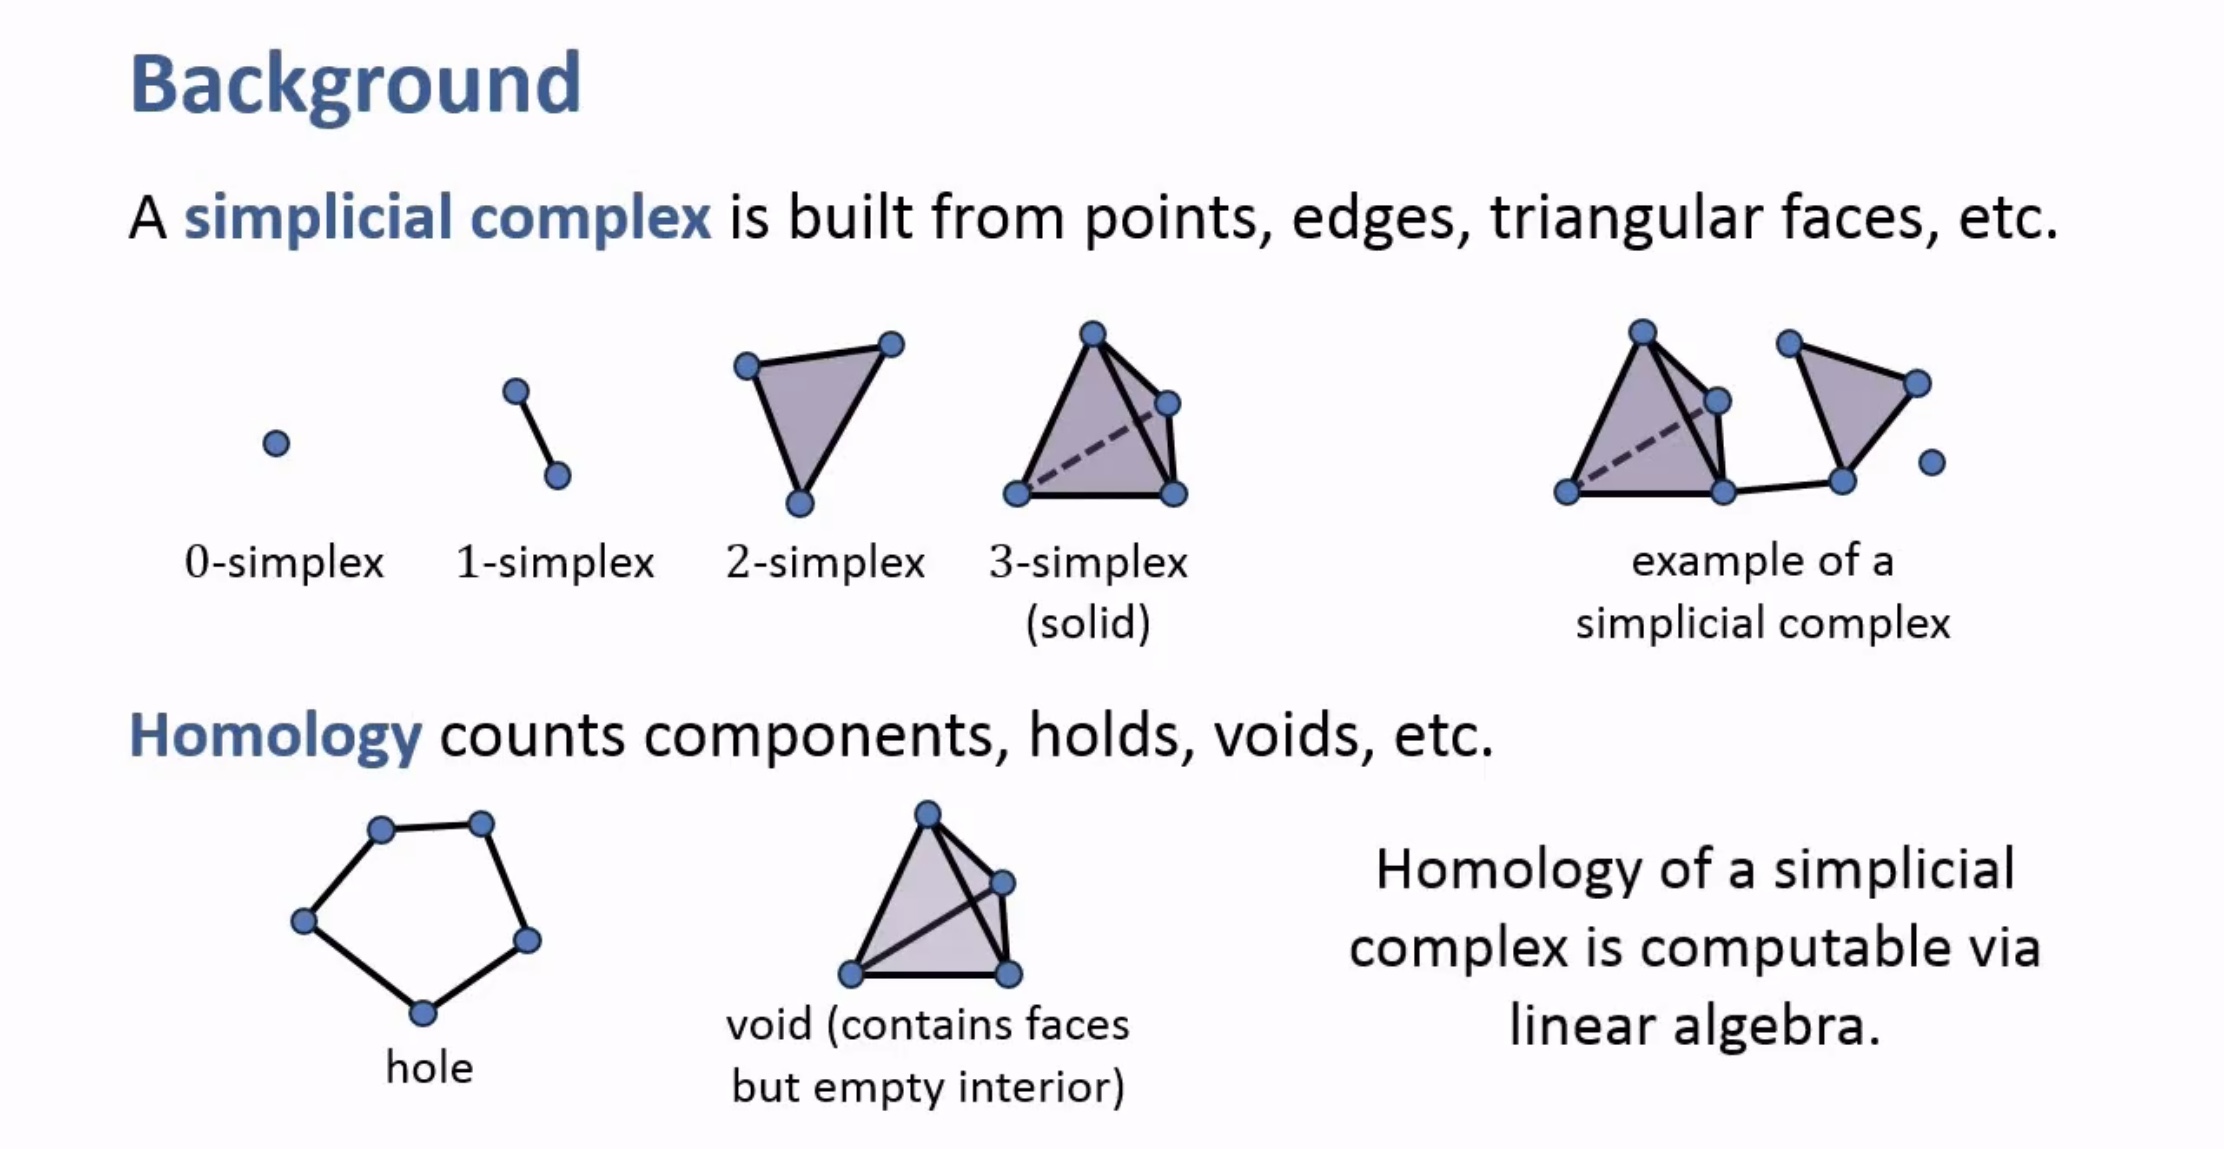 Background
A simplicial complex is built from points, edges, triangular faces, etc.
0-simplex
1-simplex
2-simplex
3-simplex
(solid)
example of a
simplicial complex
Homology counts components, holds, voids, etc.
hole
void (contains faces
but empty interior)
Homology of a simplicial
complex is computable via
linear algebra.